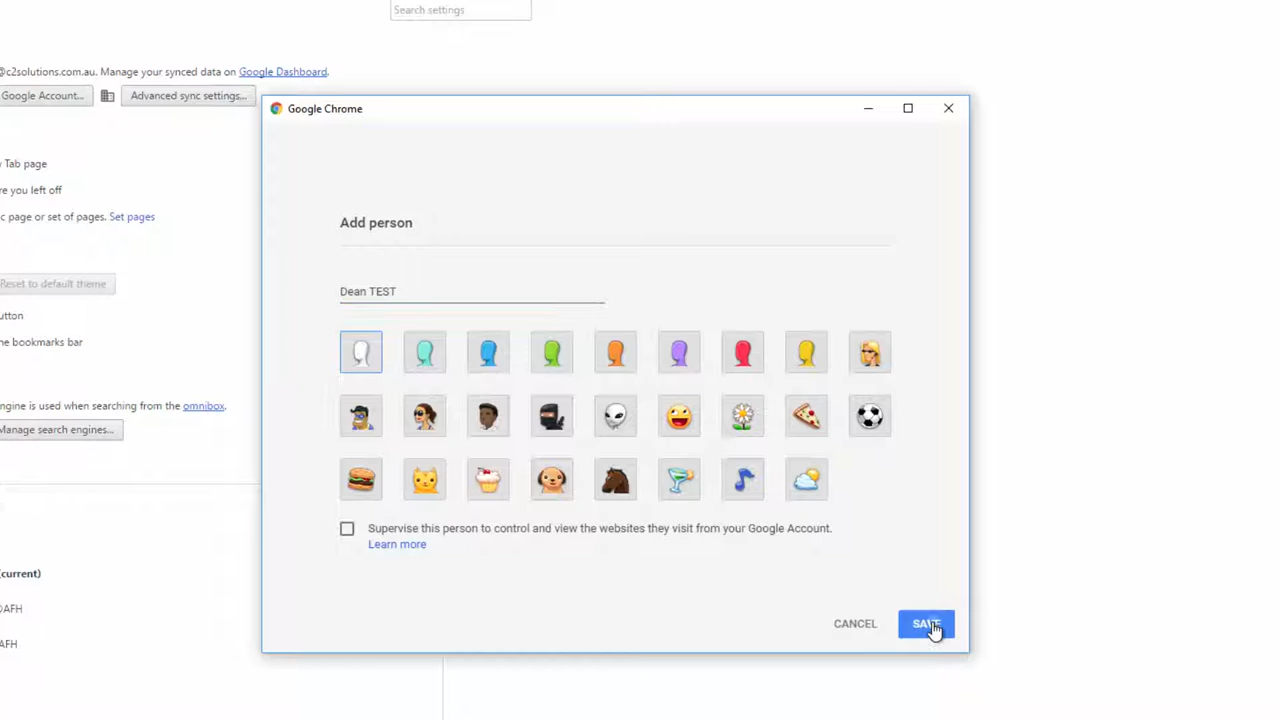 Search settings
@c2solutions.com.au. Manage your synced data on Google Dashboard.
Google Account...
Advanced sync settings...
Google Chrome
Tab page
re you left off
c page or set of pages. Set pages
Reset to default theme
utton
he bookmarks bar
ngine is used when searching from the omnibox.
Manage search engines...
(current)
AFH
AFH
Add person
Dean TEST
Supervise this person to control and view the websites they visit from your Google Account.
Learn more
CANCEL
SAVE